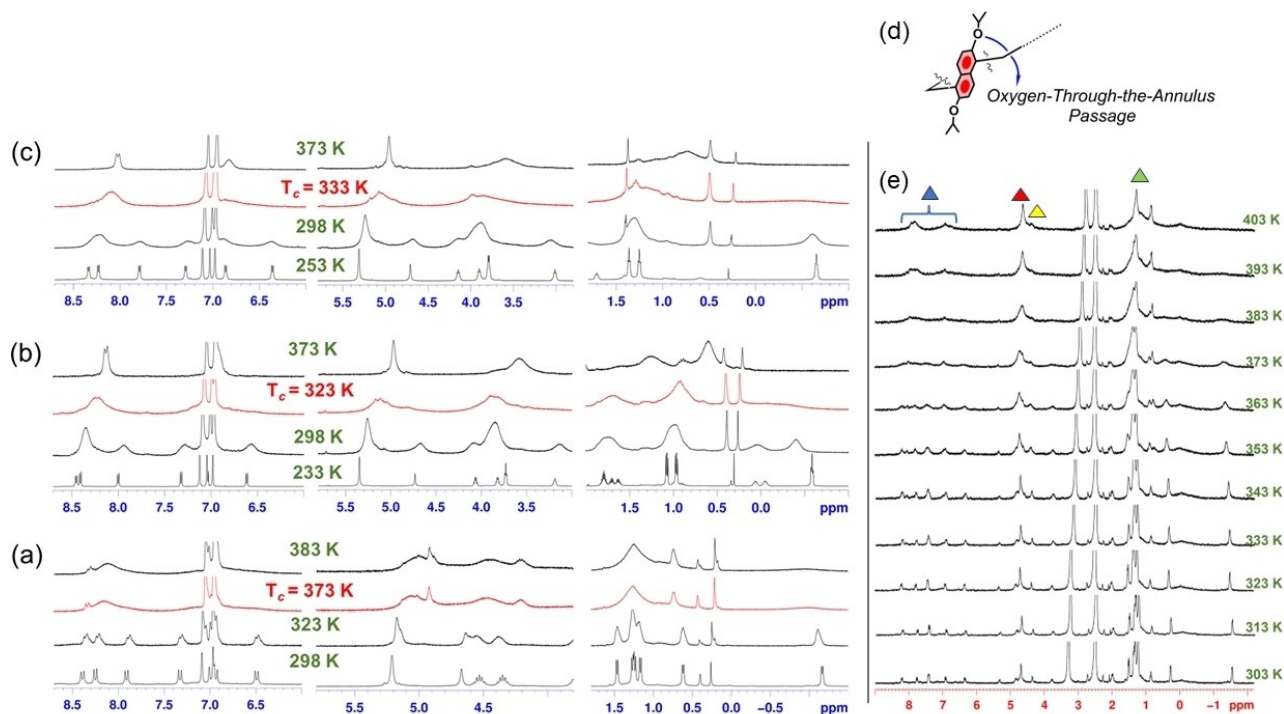 (c)
373 K
T_c = 333 K
298 K
253 K
8.5 8.0 7.5 7.0 6.5 5.5 5.0 4.5 4.0 3.5 1.5 1.0 0.5 0.0 ppm
(b)
373 K
T_c = 323 K
298 K
233 K
8.5 8.0 7.5 7.0 6.5 5.5 5.0 4.5 4.0 3.5 1.5 1.0 0.5 0.0 ppm
(a)
383 K
T_c = 373 K
323 K
298 K
8.5 8.0 7.5 7.0 6.5 5.5 5.0 4.5 1.5 1.0 0.5 0.0 −0.5 ppm
(d)
O
Oxygen-Through-the-Annulus
Passage
O
(e)
403 K
393 K
383 K
373 K
363 K
353 K
343 K
333 K
323 K
313 K
303 K
8 7 6 5 4 3 2 1 0 −1 ppm